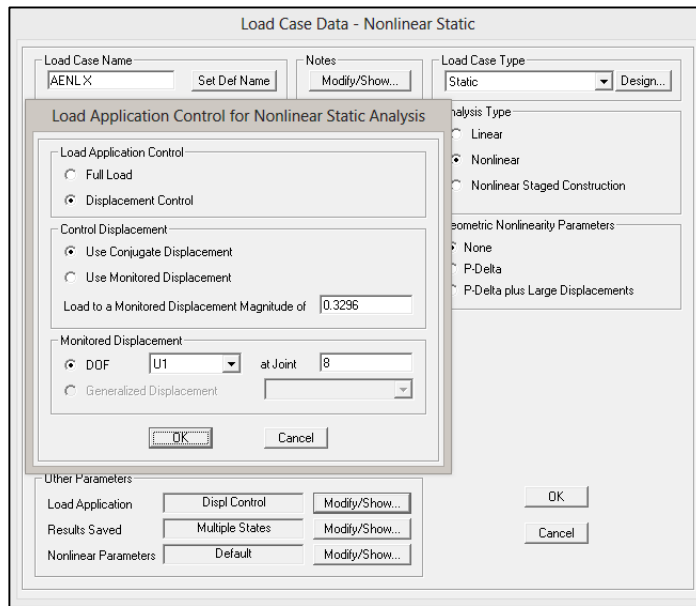 Load Case Data - Nonlinear Static
Load Case Name
Notes
Load Case Type
AENLX
Set Def Name
Modify/Show...
Static
Design...
Load Application Control for Nonlinear Static Analysis
Load Application Control
Full Load
Displacement Control
Control Displacement
Use Conjugate Displacement
Use Monitored Displacement
Load to a Monitored Displacement Magnitude of
0.3296
Monitored Displacement
DOF
U1
at Joint
8
Generalized Displacement
OK
Cancel
nalysis Type
Linear
Nonlinear
Nonlinear Staged Construction
eometric Nonlinearity Parameters
None
P-Delta
P-Delta plus Large Displacements
Other Parameters
Load Application
Displ Control
Modify/Show...
Results Saved
Multiple States
Modify/Show...
Nonlinear Parameters
Default
Modify/Show...
OK
Cancel